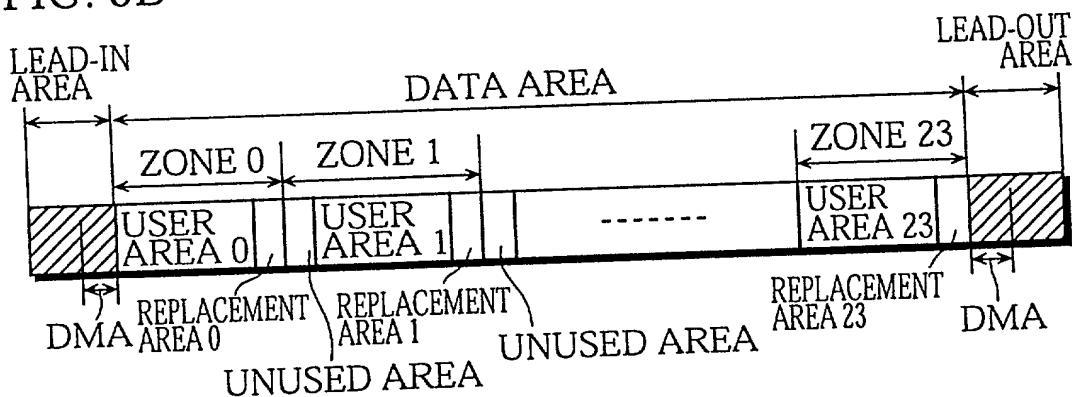 LEAD-IN
AREA
DATA AREA
LEAD-OUT
AREA
ZONE 0
ZONE 1
ZONE 23
USER
AREA 0
USER
AREA 1
-------
USER
AREA 23
DMA
REPLACEMENT
AREA 0
UNUSED AREA
REPLACEMENT
AREA 1
UNUSED AREA
REPLACEMENT
AREA 23
DMA